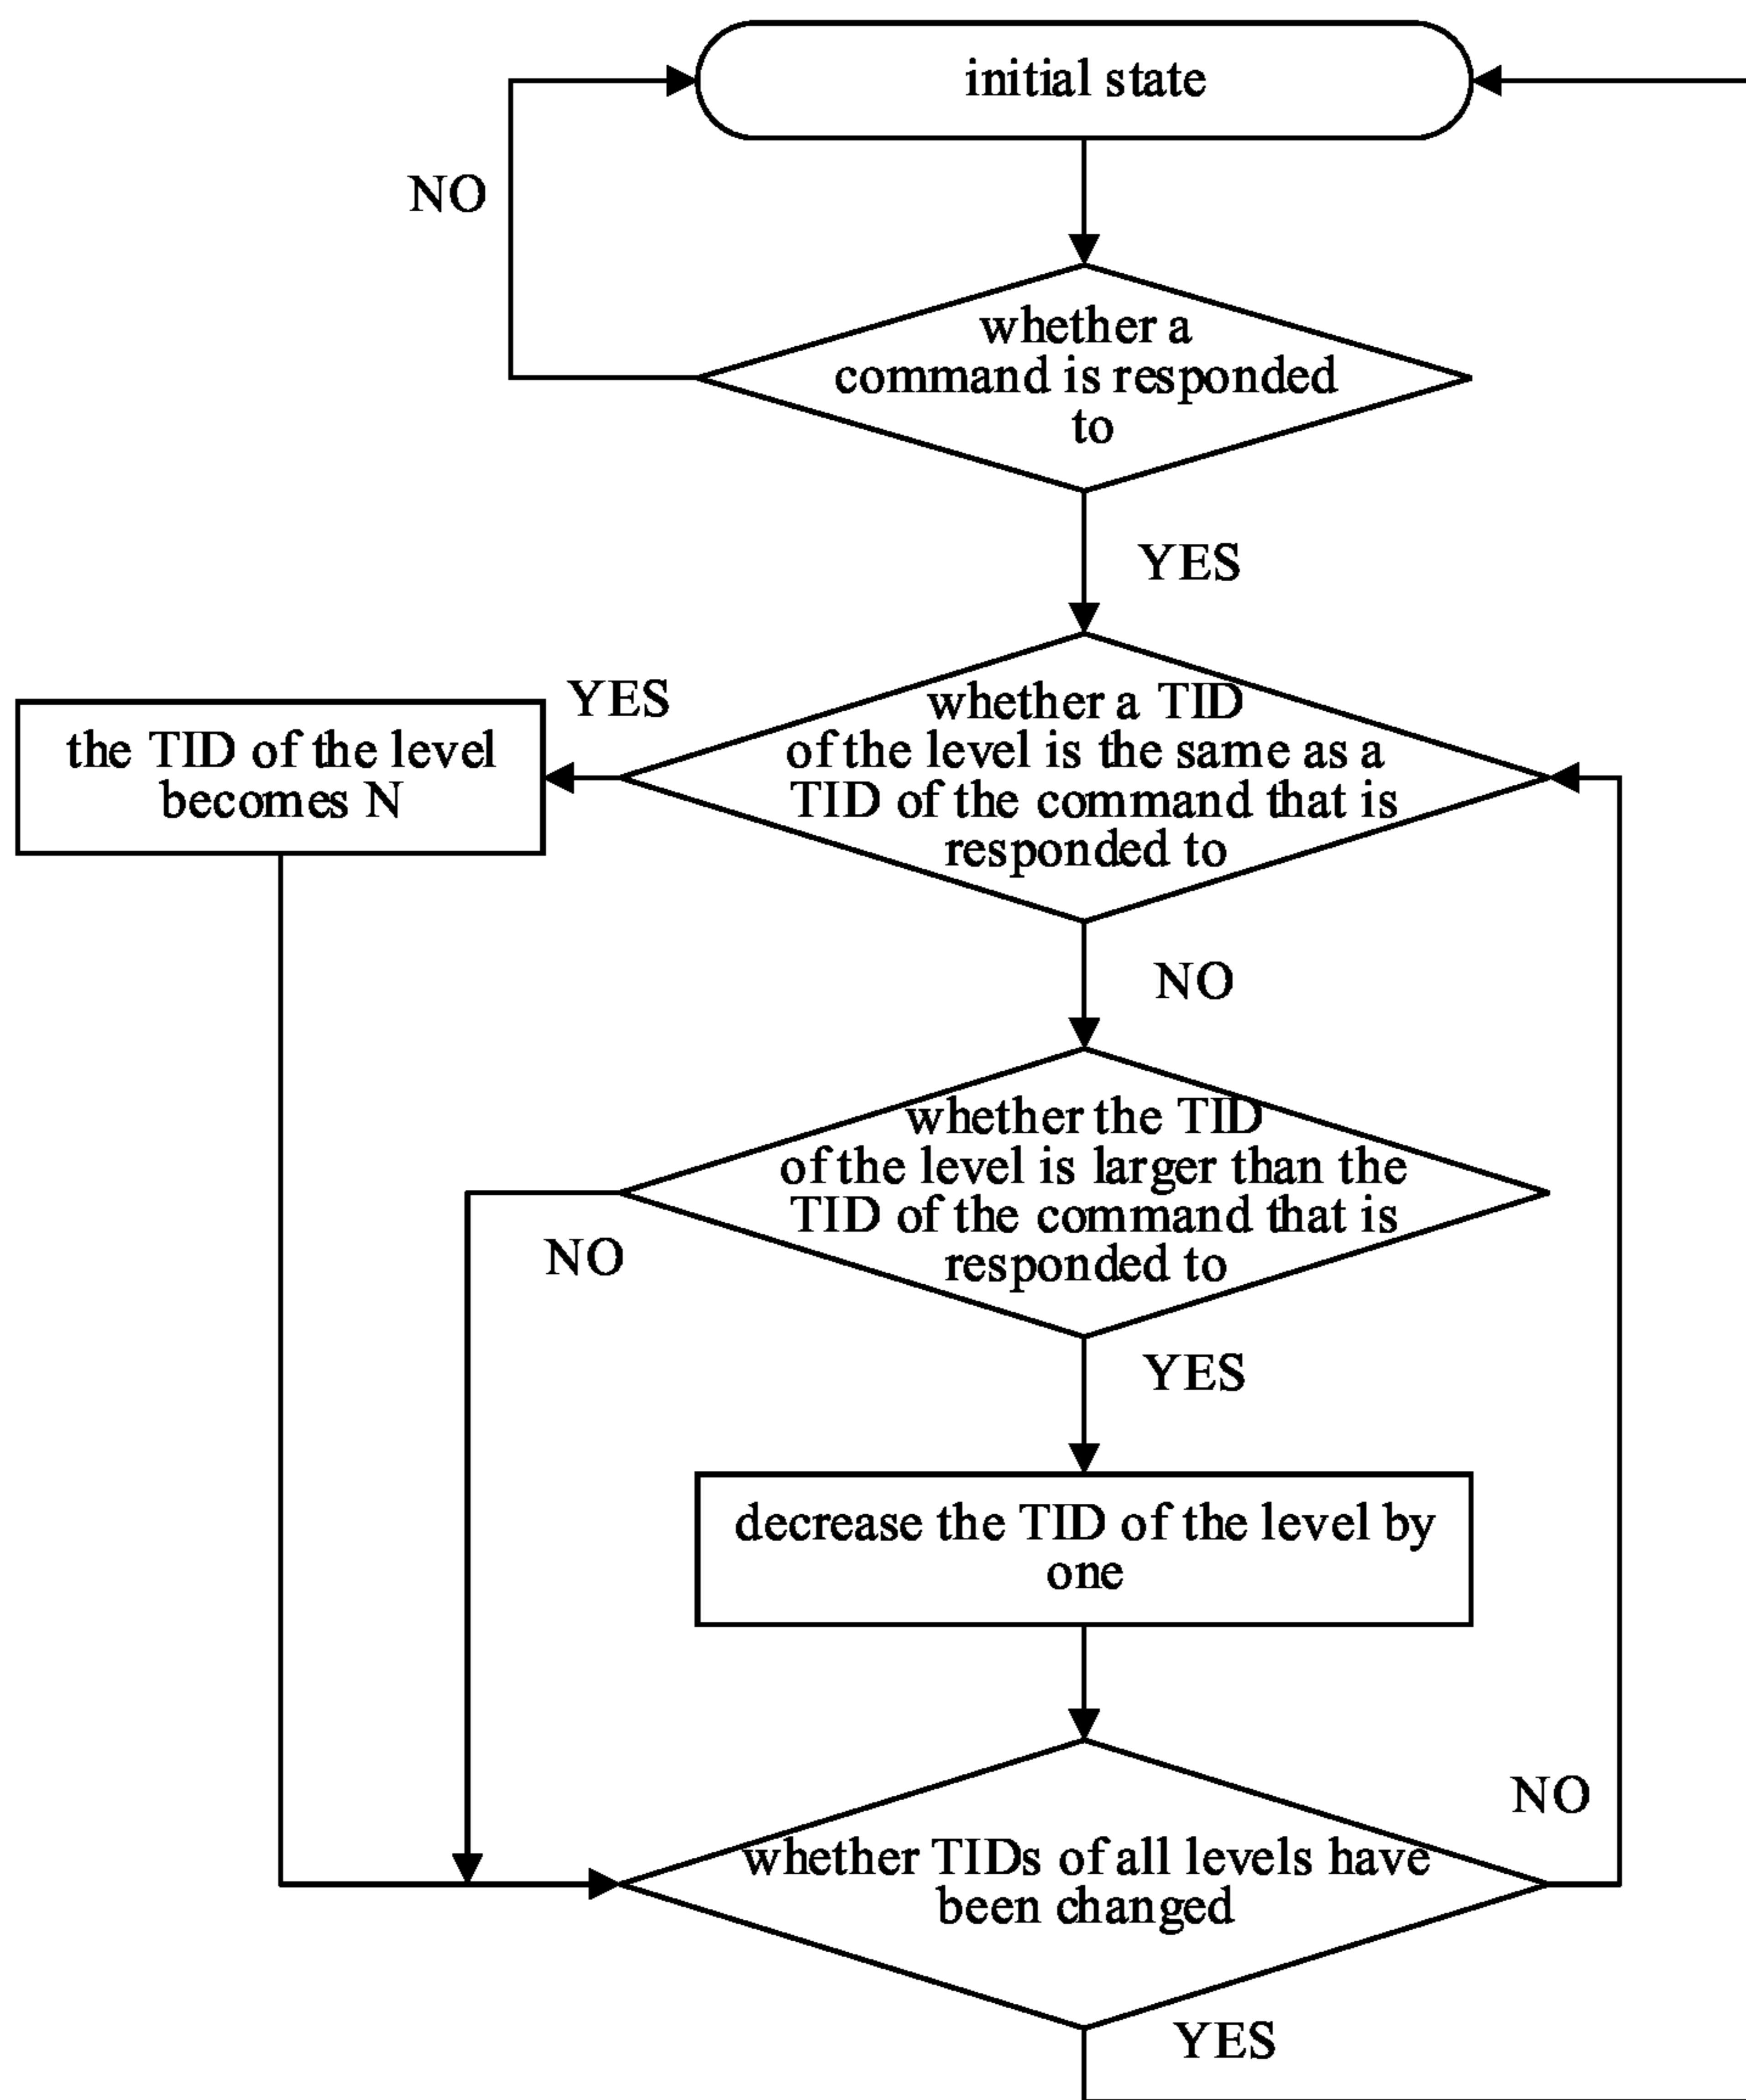 initial state
NO
whether a
command is responded
to
YES
YES
whether a TID
of the level is the same as a
TID of the command that is
responded to
the TID of the level
becomes N
NO
whether the TID
of the level is larger than the
TID of the command that is
responded to
NO
YES
decrease the TID of the level by
one
NO
whether TIDs of all levels have
been changed
YES